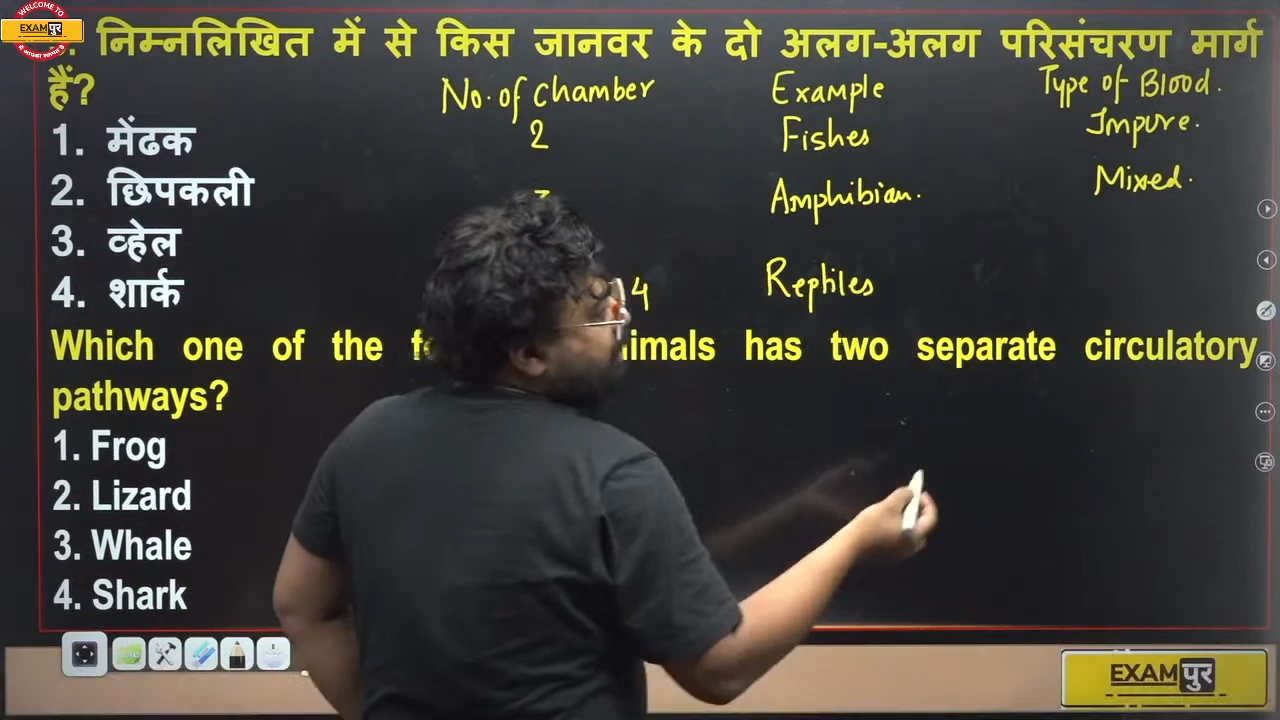 WELCOME TO
EXAMपुर
निम्नलिखित में से किस जानवर के दो अलग-अलग परिसंचरण मार्ग
हैं?
No. of chamber Example Type of Blood.
2 Fishes Impure.
1. मेंढक
Amphibian. Mixed.
2. छिपकली
3. व्हेल
4 Reptiles
4. शार्क
Which one of the imals has two separate circulatory
pathways?
1. Frog
2. Lizard
3. Whale
4. Shark
EXAMपुर